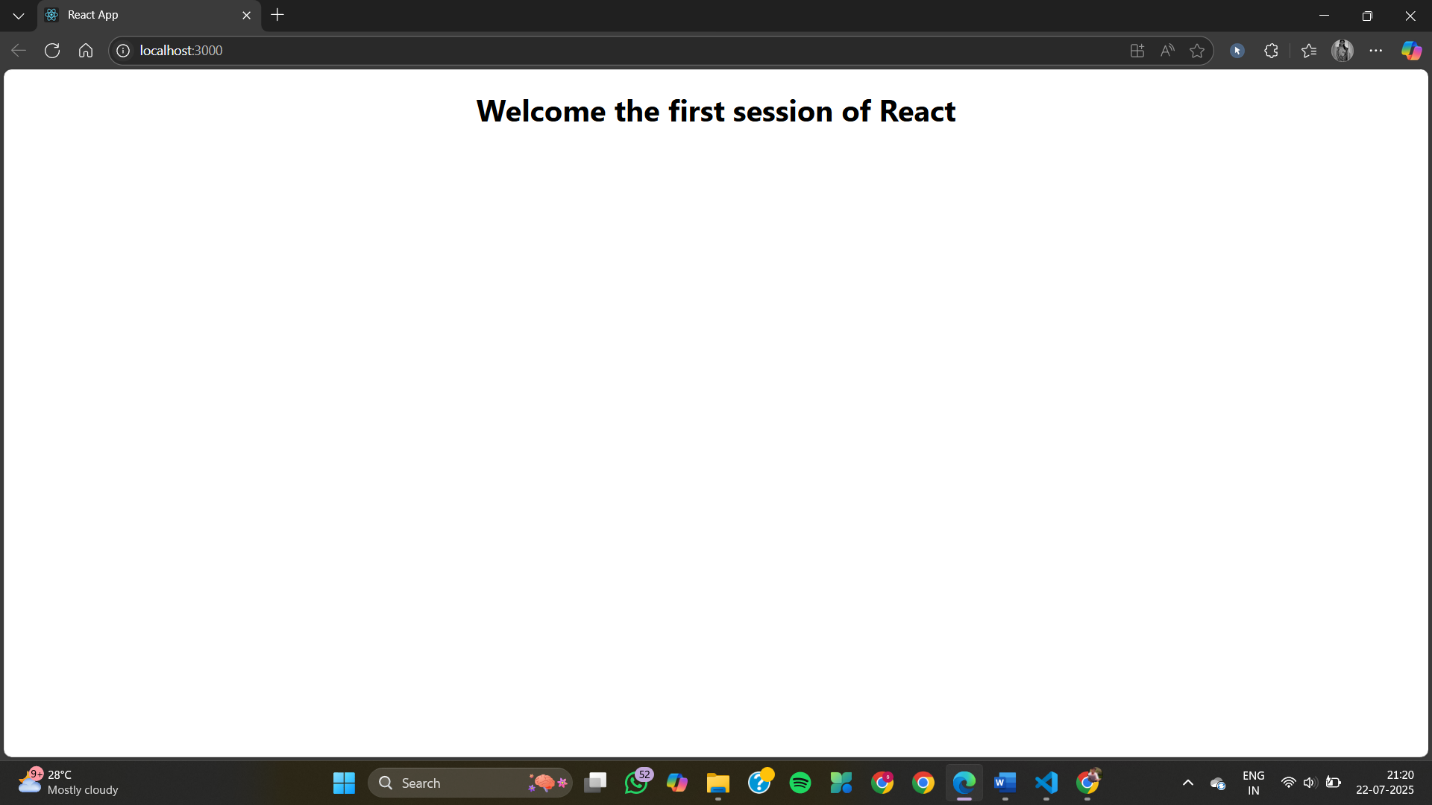 React App
localhost:3000
Welcome the first session of React
9+
28°C
Mostly cloudy
Search
52
ENG
IN
21:20
22-07-2025